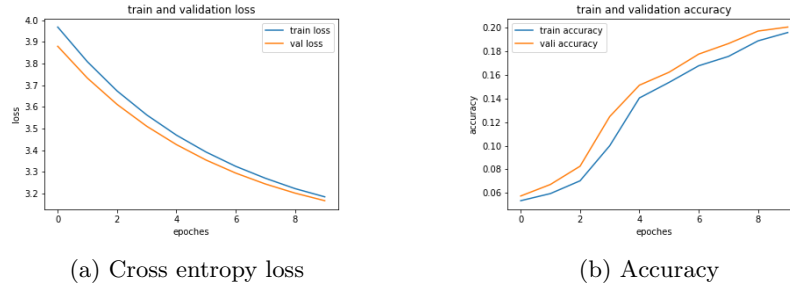 train and validation loss
4.0
3.9
3.8
3.7
3.6
3.5
3.4
3.3
3.2
loss
train loss
val loss
0 2 4 6 8
epoches
(a) Cross entropy loss
train and validation accuracy
0.20
0.18
0.16
0.14
0.12
0.10
0.08
0.06
accuracy
train accuracy
vali accuracy
0 2 4 6 8
epoches
(b) Accuracy